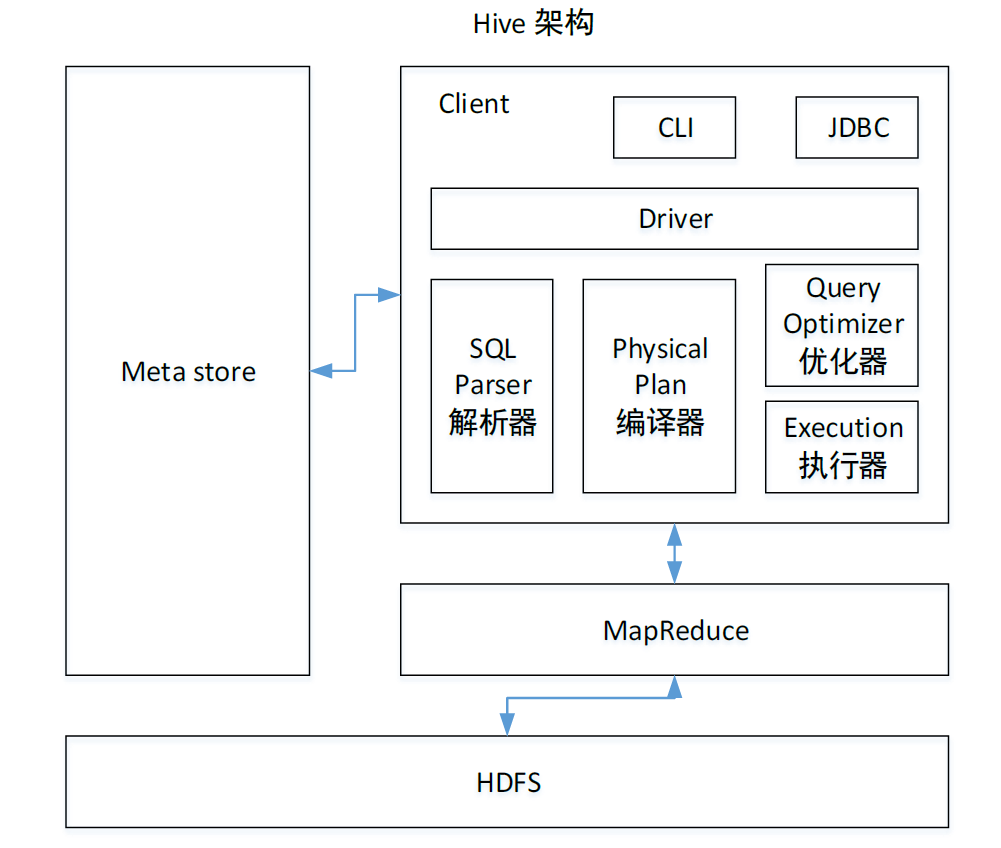 Hive 架构
Client
CLI
JDBC
Driver
Meta store
SQL
Parser
解析器
Physical
Plan
编译器
Query
Optimizer
优化器
Execution
执行器
MapReduce
HDFS